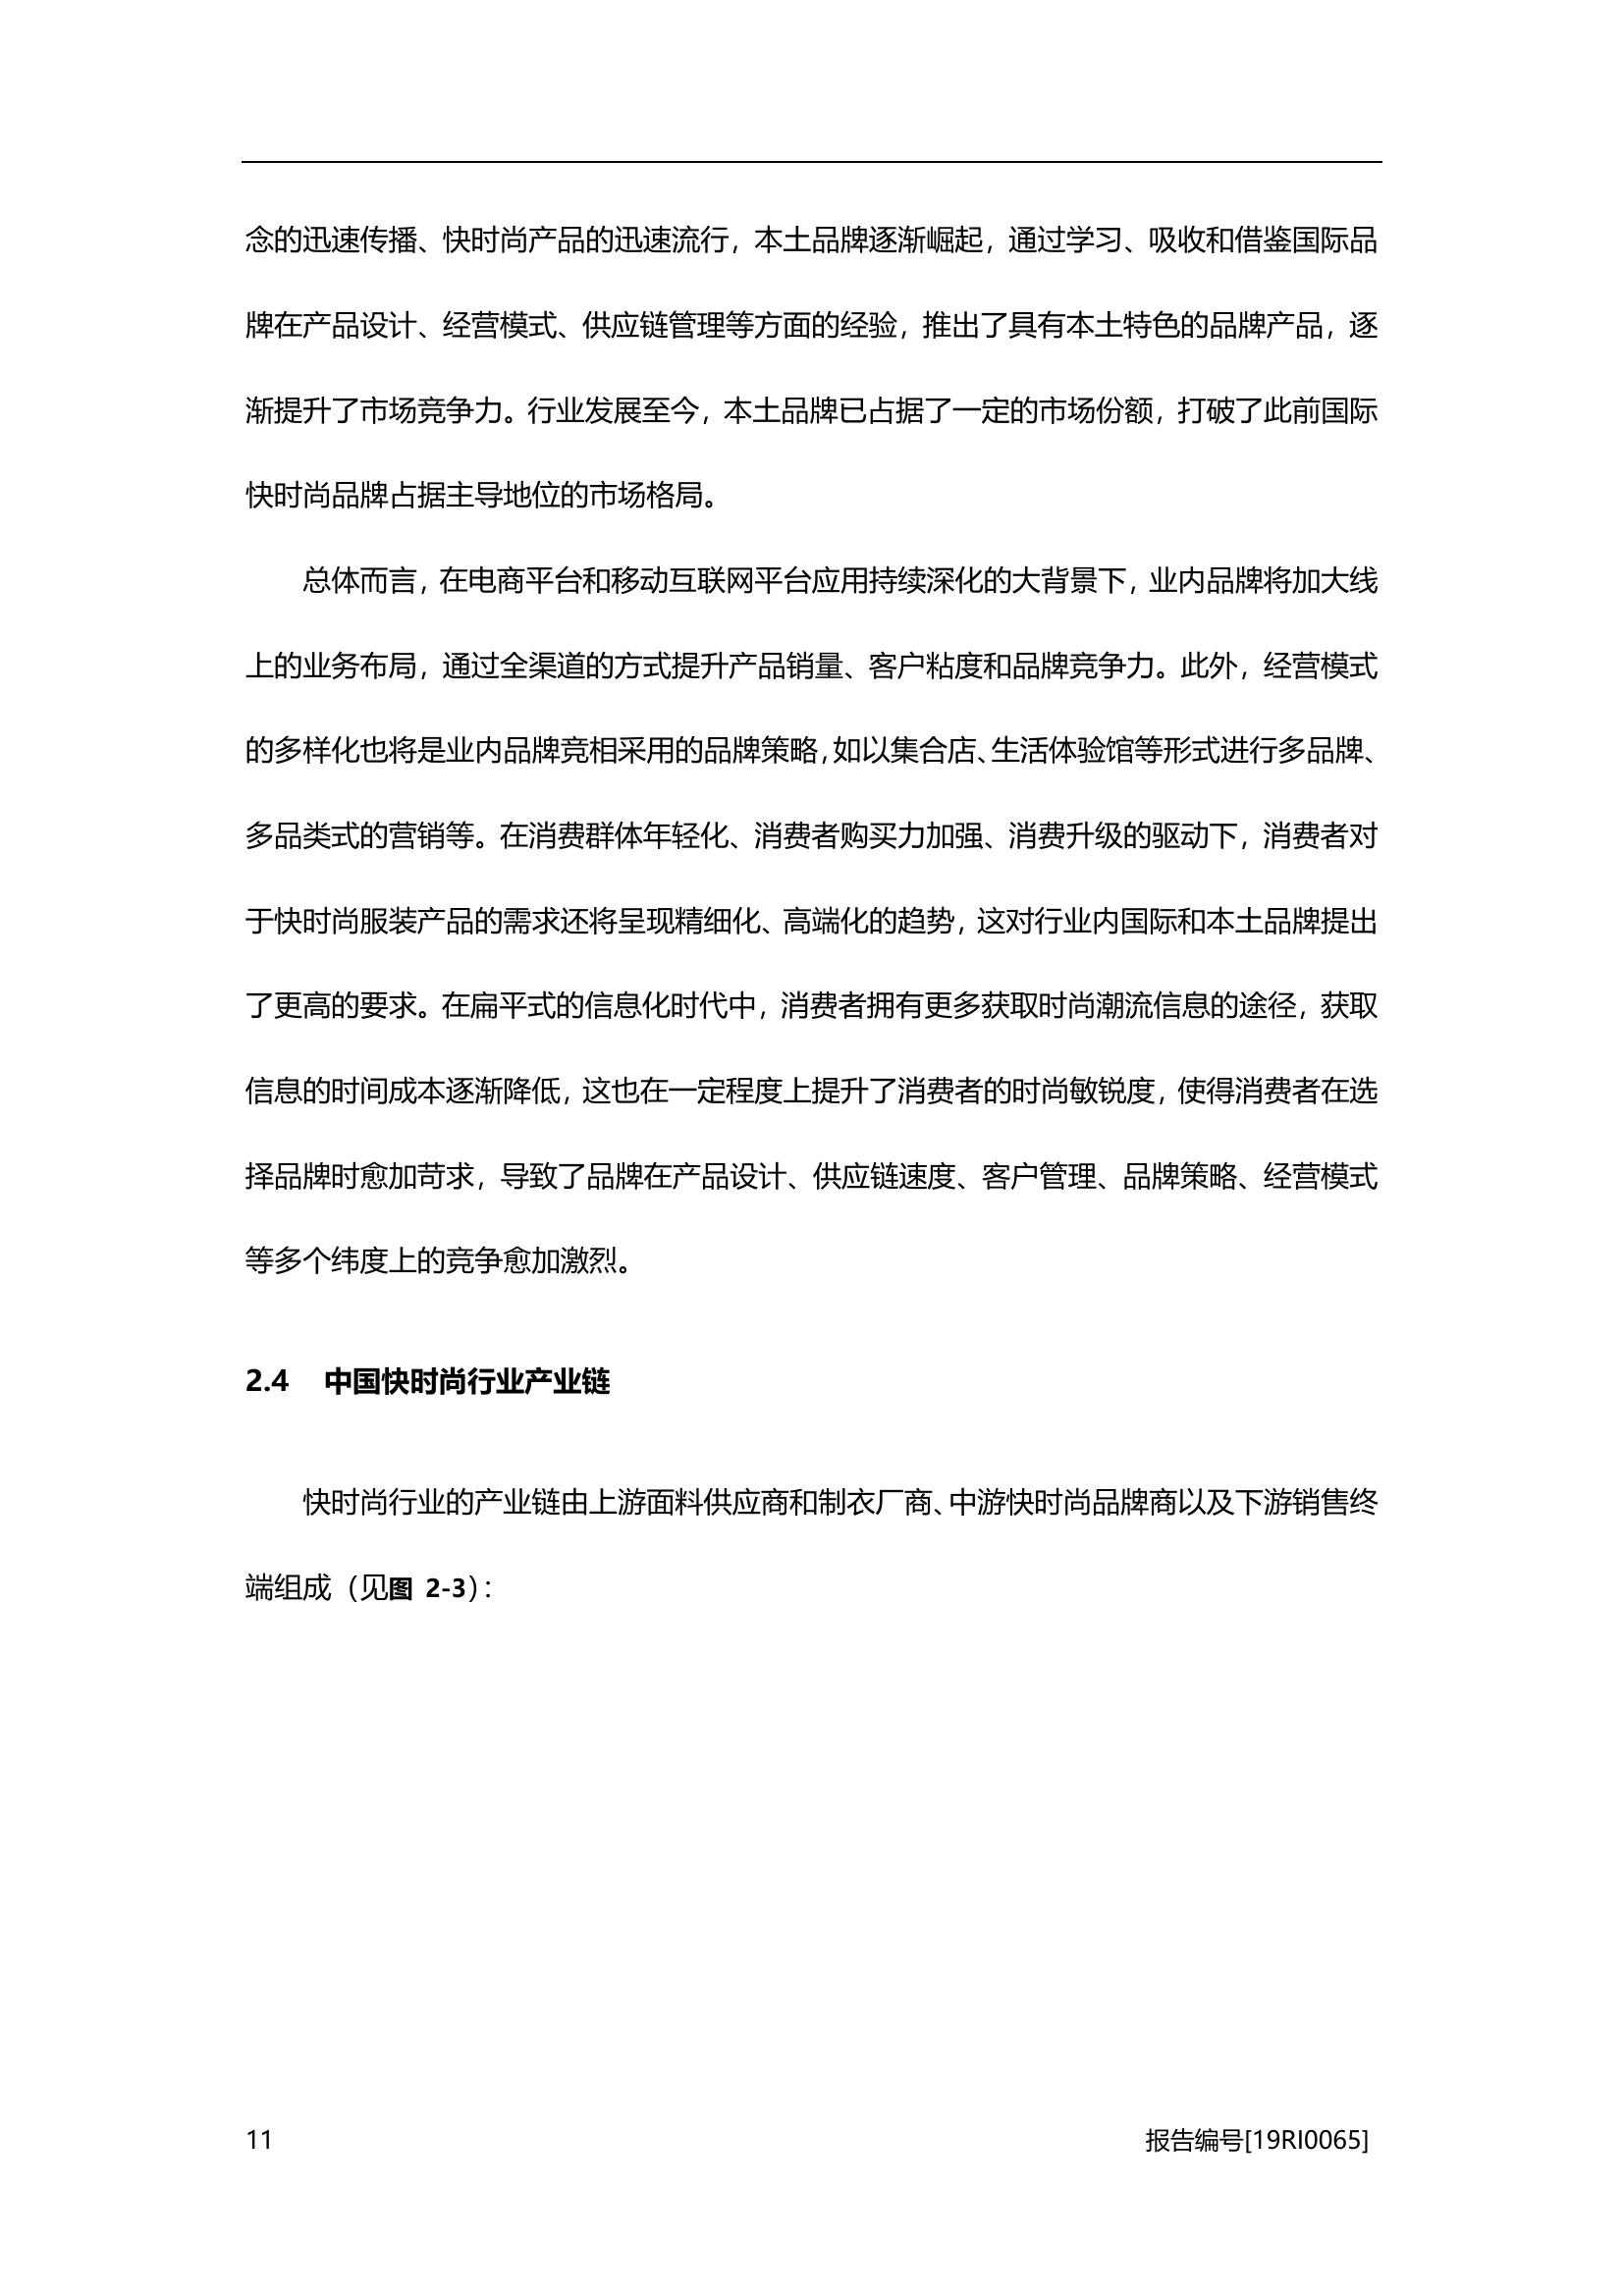 念的迅速传播、快时尚产品的迅速流行，本土品牌逐渐崛起，通过学习、吸收和借鉴国际品
牌在产品设计、经营模式、供应链管理等方面的经验，推出了具有本土特色的品牌产品，逐
渐提升了市场竞争力。行业发展至今，本土品牌已占据了一定的市场份额，打破了此前国际
快时尚品牌占据主导地位的市场格局。
总体而言，在电商平台和移动互联网平台应用持续深化的大背景下，业内品牌将加大线
上的业务布局，通过全渠道的方式提升产品销量、客户粘度和品牌竞争力。此外，经营模式
的多样化也将是业内品牌竞相采用的品牌策略，如以集合店、生活体验馆等形式进行多品牌、
多品类式的营销等。在消费群体年轻化、消费者购买力加强、消费升级的驱动下，消费者对
于快时尚服装产品的需求还将呈现精细化、高端化的趋势，这对行业内国际和本土品牌提出
了更高的要求。在扁平式的信息化时代中，消费者拥有更多获取时尚潮流信息的途径，获取
信息的时间成本逐渐降低，这也在一定程度上提升了消费者的时尚敏锐度，使得消费者在选
择品牌时愈加苛求，导致了品牌在产品设计、供应链速度、客户管理、品牌策略、经营模式
等多个纬度上的竞争愈加激烈。
2.4 中国快时尚行业产业链
快时尚行业的产业链由上游面料供应商和制衣厂商、中游快时尚品牌商以及下游销售终
端组成（见图 2-3）：
11 报告编号[19RI0065]